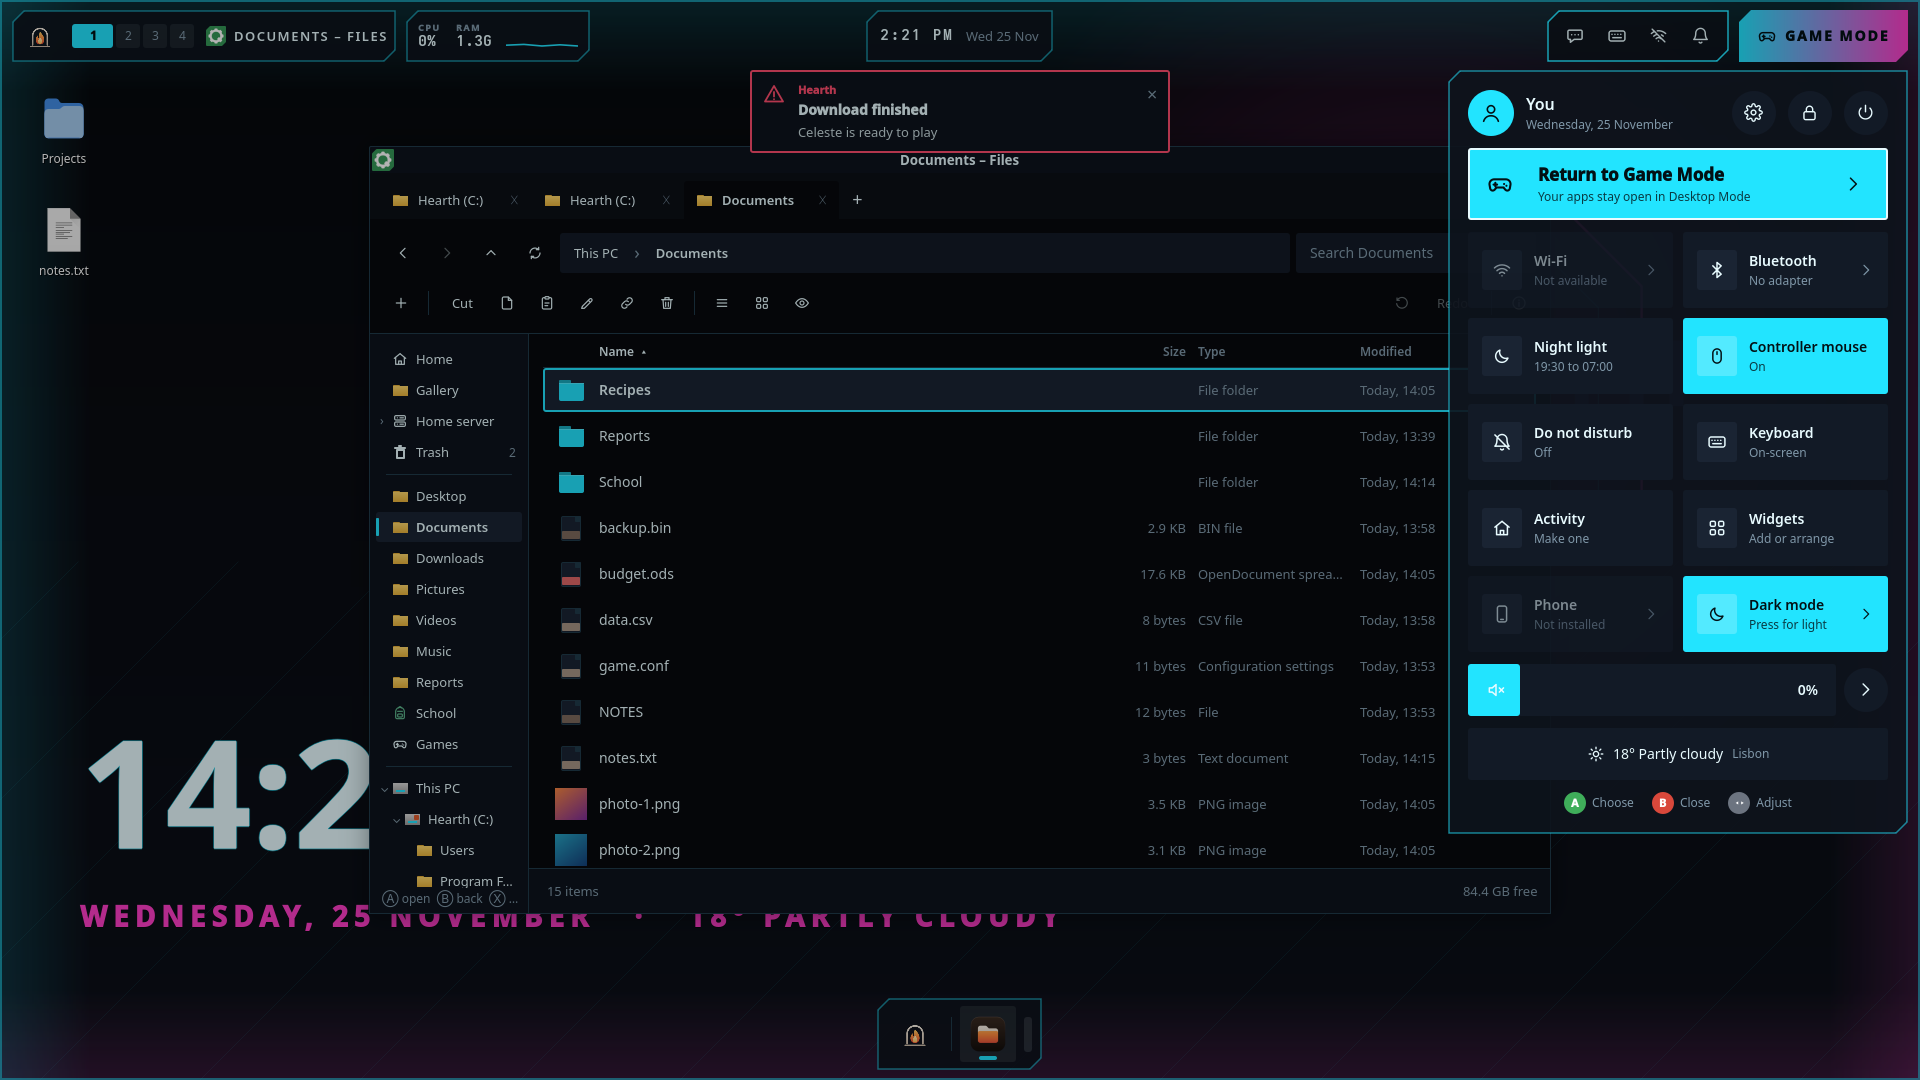 1 2 3 4 DOCUMENTS – FILES
CPU 0% RAM 1.3G
2:21 PM Wed 25 Nov
GAME MODE
Projects
notes.txt
Hearth
Download finished
Celeste is ready to play
Documents – Files
Hearth (C:) X Hearth (C:) X Documents X +
This PC › Documents
Search Documents
Cut
Name Size Type Modified
Home
Gallery
Home server
Trash 2
Desktop
Documents
Downloads
Pictures
Videos
Music
Reports
School
Games
This PC
Hearth (C:)
Users
Program F...
A open B back X ...
Recipes File folder Today, 14:05
Reports File folder Today, 13:39
School File folder Today, 14:14
backup.bin 2.9 KB BIN file Today, 13:58
budget.ods 17.6 KB OpenDocument sprea... Today, 14:05
data.csv 8 bytes CSV file Today, 13:58
game.conf 11 bytes Configuration settings Today, 13:53
NOTES 12 bytes File Today, 13:53
notes.txt 3 bytes Text document Today, 14:15
photo-1.png 3.5 KB PNG image Today, 14:05
photo-2.png 3.1 KB PNG image Today, 14:05
15 items 84.4 GB free
14:2
WEDNESDAY, 25 NOVEMBER · 18° PARTLY CLOUDY
You
Wednesday, 25 November
Return to Game Mode
Your apps stay open in Desktop Mode
Wi-Fi
Not available
Bluetooth
No adapter
Night light
19:30 to 07:00
Controller mouse
On
Do not disturb
Off
Keyboard
On-screen
Activity
Make one
Widgets
Add or arrange
Phone
Not installed
Dark mode
Press for light
0%
18° Partly cloudy Lisbon
A Choose B Close Adjust